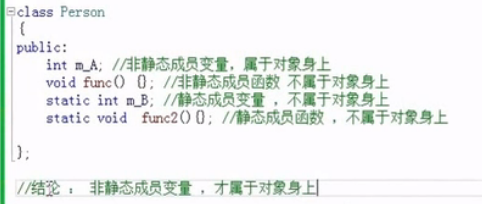 class Person
{
public:
int m_A; //非静态成员变量，属于对象身上
void func() {}; //非静态成员函数 不属于对象身上
static int m_B; //静态成员变量 ，不属于对象身上
static void func2(){}; //静态成员函数 ，不属于对象身上
};
//结论 ： 非静态成员变量 ，才属于对象身上